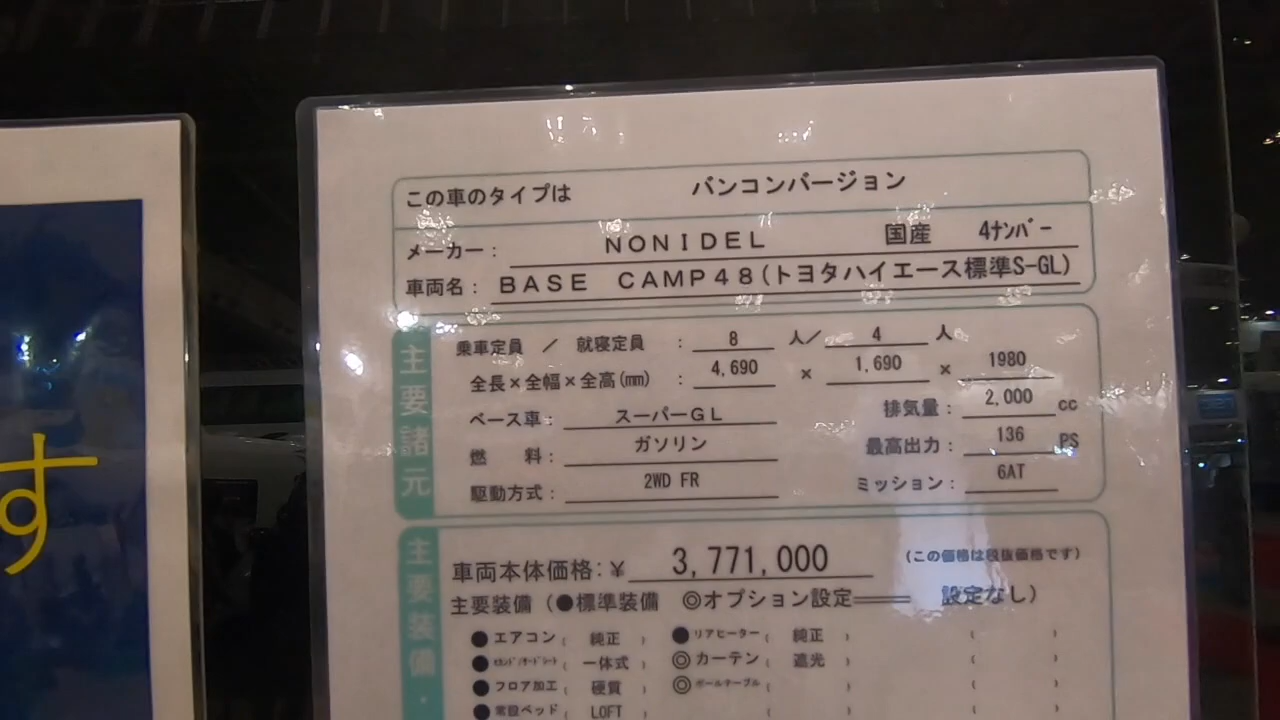 この車のタイプは バンコンバージョン
メーカー: NONIDEL 国産 4ナンバー
車両名: BASE CAMP48(トヨタハイエース標準S-GL)
主要諸元
乗車定員 / 就寝定員 : 8 人/ 4 人
全長×全幅×全高(mm) : 4,690 × 1,690 × 1980
ベース車: スーパーGL 排気量: 2,000 cc
燃 料: ガソリン 最高出力: 136 PS
駆動方式: 2WD FR ミッション: 6AT
す
主要装備・
車両本体価格:¥ 3,771,000 (この価格は税抜価格です)
主要装備 (●標準装備 ◎オプション設定 設定なし)
●エアコン( 純正 ) ●リアヒーター( 純正 ) ( )
● ( 一体式 ) ◎カーテン( 遮光 ) ( )
●フロア加工( 硬質 ) ◎ポールテーブル( ) ( )
●常設ベッド( LOFT ) ( ) ( )